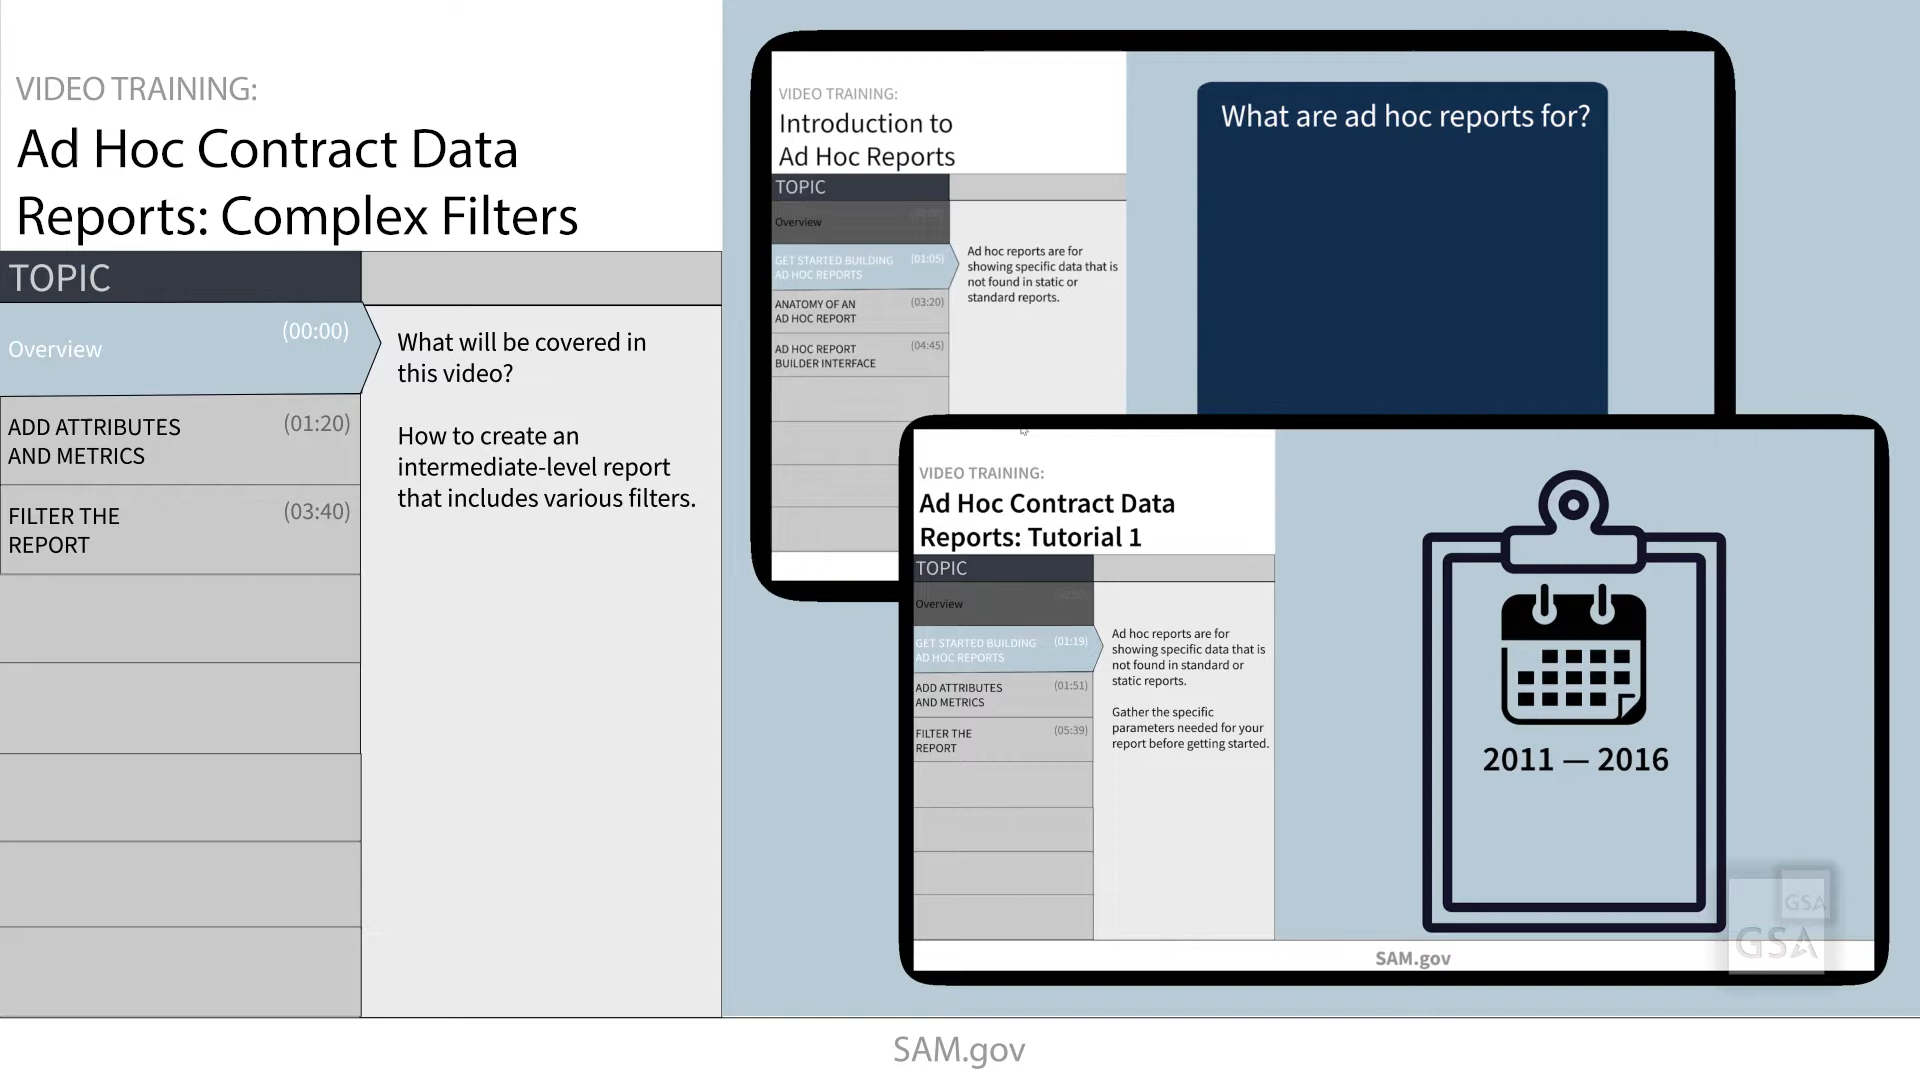 VIDEO TRAINING:
Ad Hoc Contract Data
Reports: Complex Filters
TOPIC
Overview (00:00)
ADD ATTRIBUTES (01:20)
AND METRICS
FILTER THE (03:40)
REPORT
What will be covered in
this video?
How to create an
intermediate-level report
that includes various filters.
VIDEO TRAINING:
Introduction to
Ad Hoc Reports
TOPIC
Overview
GET STARTED BUILDING (01:05)
AD HOC REPORTS
ANATOMY OF AN (03:20)
AD HOC REPORT
AD HOC REPORT (04:45)
BUILDER INTERFACE
Ad hoc reports are for
showing specific data that is
not found in static or
standard reports.
What are ad hoc reports for?
VIDEO TRAINING:
Ad Hoc Contract Data
Reports: Tutorial 1
TOPIC
Overview
GET STARTED BUILDING (01:19)
AD HOC REPORTS
ADD ATTRIBUTES (01:51)
AND METRICS
FILTER THE (05:39)
REPORT
Ad hoc reports are for
showing specific data that is
not found in standard or
static reports.
Gather the specific
parameters needed for your
report before getting started.
2011 — 2016
GSA
GSA
SAM.gov
SAM.gov